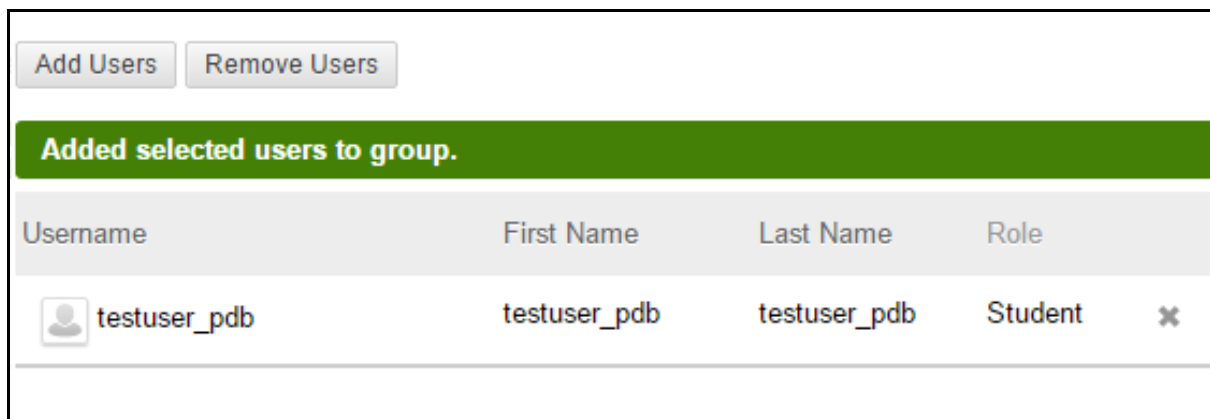 Add Users Remove Users
Added selected users to group.
Username First Name Last Name Role
testuser_pdb testuser_pdb testuser_pdb Student